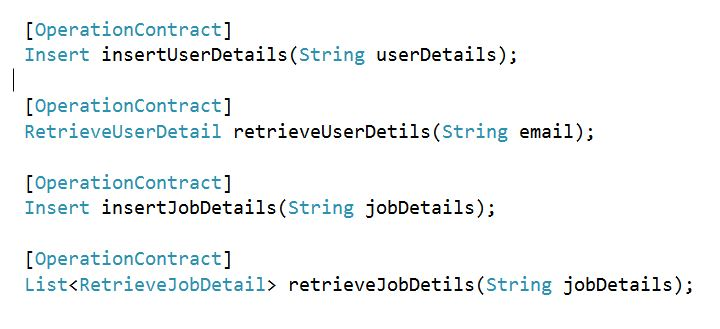 [OperationContract]
Insert insertUserDetails(String userDetails);
[OperationContract]
RetrieveUserDetail retrieveUserDetils(String email);
[OperationContract]
Insert insertJobDetails(String jobDetails);
[OperationContract]
List<RetrieveJobDetail> retrieveJobDetils(String jobDetails);